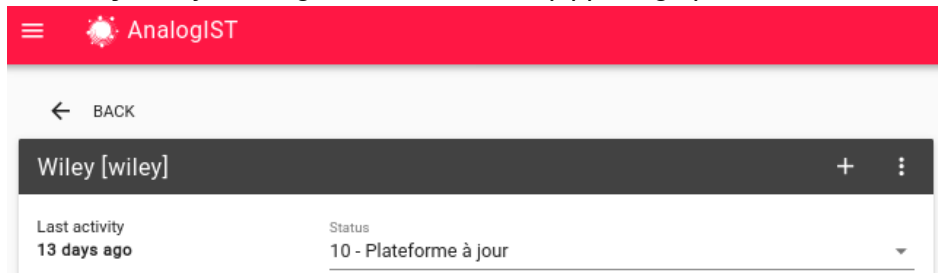 AnalogIST
BACK
Wiley [wiley]
Last activity
13 days ago
Status
10 - Plateforme à jour